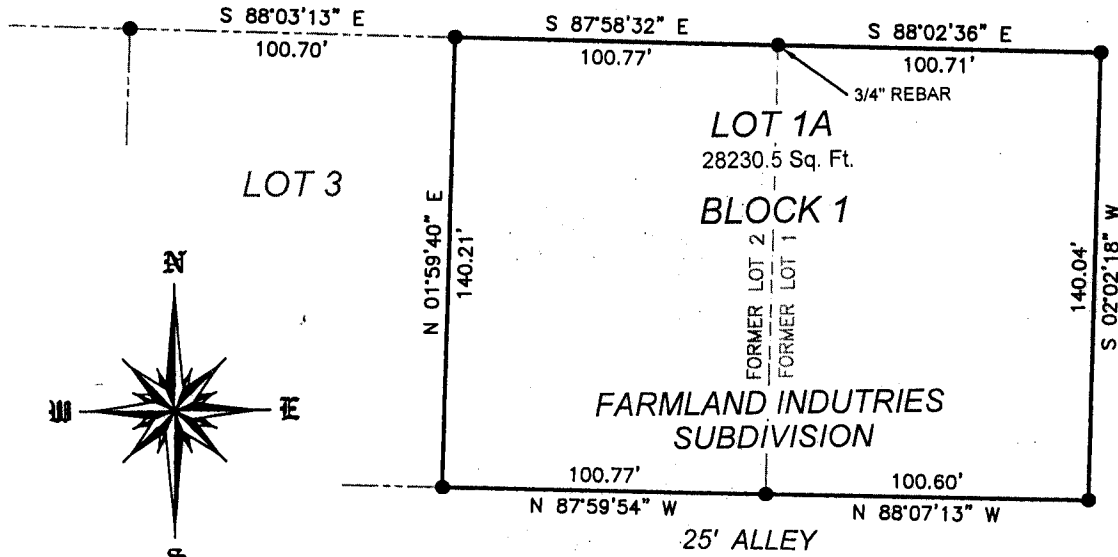 S 88°03'13" E
100.70'
S 87°58'32" E
100.77'
S 88°02'36" E
100.71'
3/4" REBAR
LOT 1A
28230.5 Sq. Ft.
LOT 3
BLOCK 1
N 01°59'40" E
140.21'
FORMER LOT 2
FORMER LOT 1
140.04'
S 02°02'18" W
N
W
E
S
FARMLAND INDUTRIES
SUBDIVISION
100.77'
N 87°59'54" W
100.60'
N 88°07'13" W
25' ALLEY